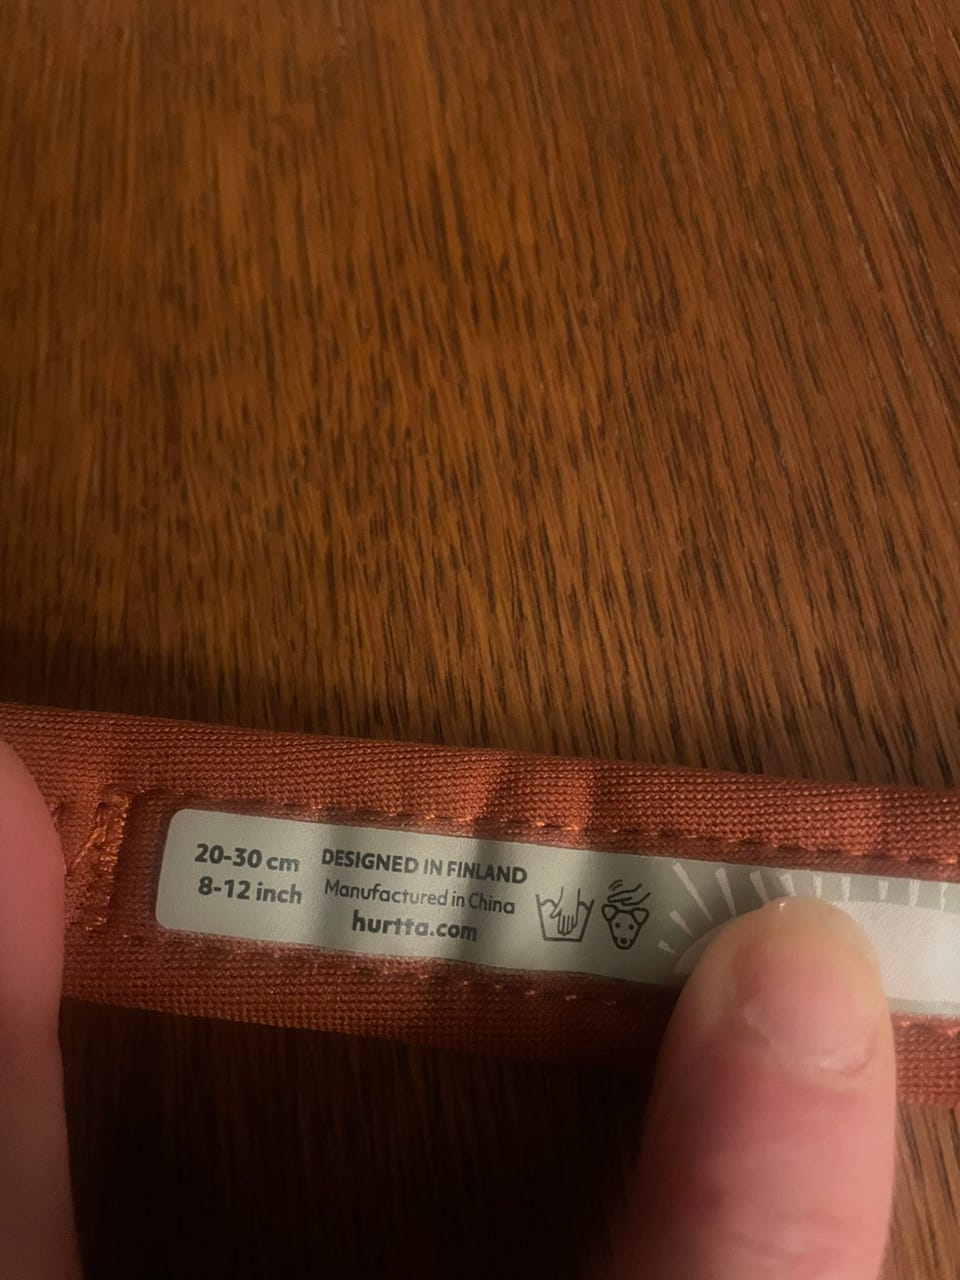 20-30 cm
8-12 inch
DESIGNED IN FINLAND
Manufactured in China
hurtta.com